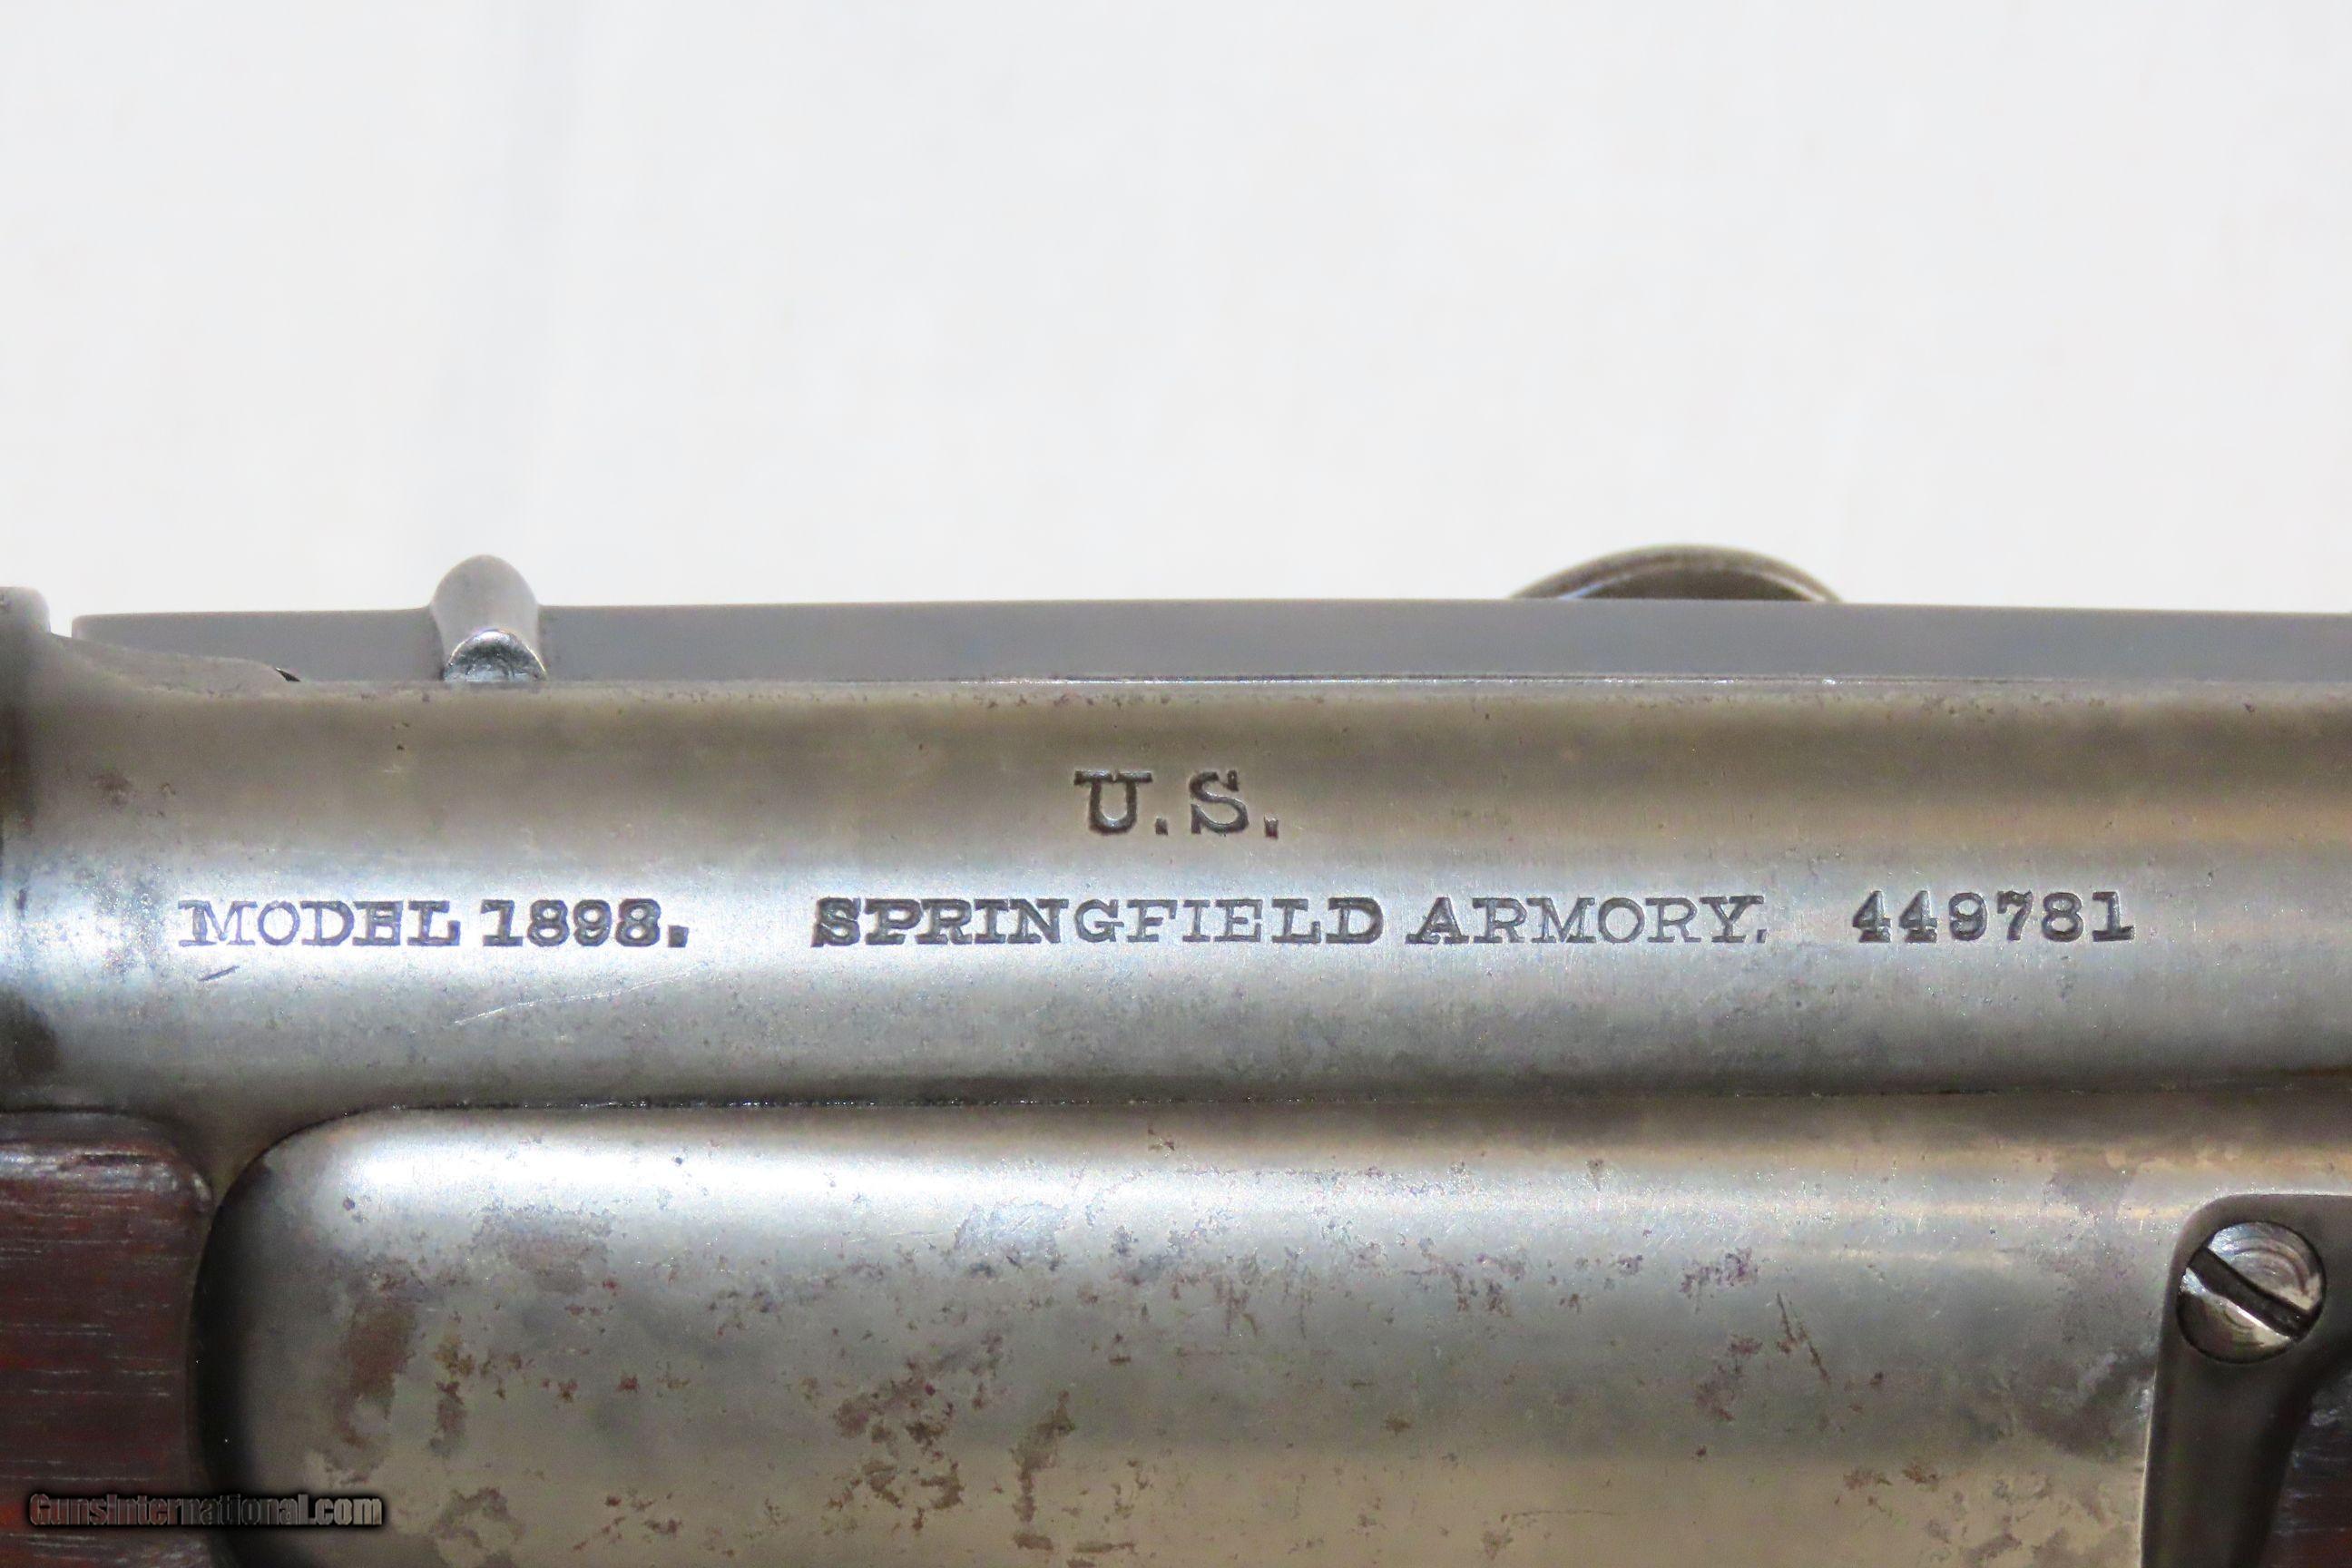 U.S.
MODEL 1898. SPRINGFIELD ARMORY. 449781
GunsInternational.com